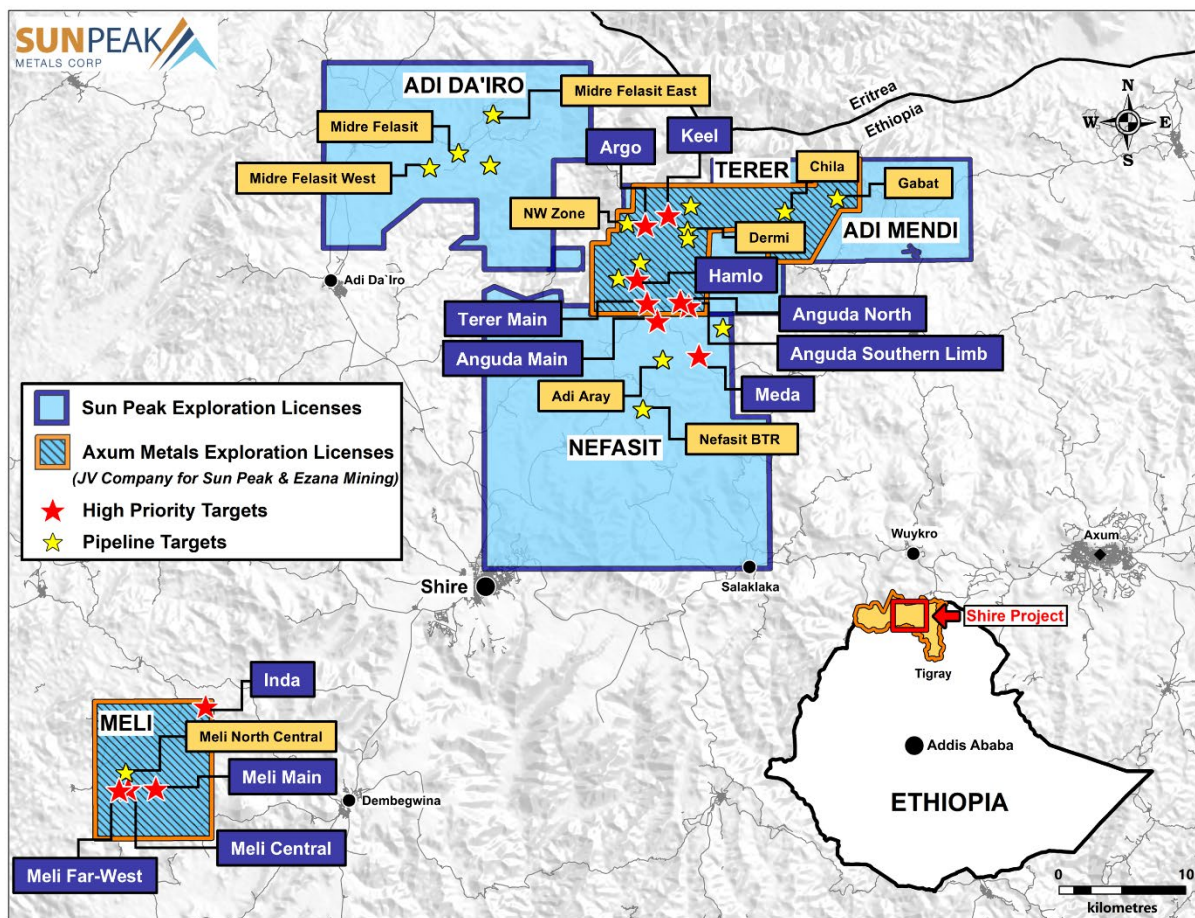 SUNPEAK
METALS CORP
ADI DA'IRO
Midre Felasit East
Midre Felasit
Midre Felasit West
Argo
Keel
Eritrea
Ethiopia
N
W
E
S
TERER
Chila
Gabat
NW Zone
Dermi
ADI MENDI
Adi Da`Iro
Hamlo
Terer Main
Anguda North
Anguda Main
Anguda Southern Limb
Adi Aray
Meda
NEFASIT
Nefasit BTR
Sun Peak Exploration Licenses
Axum Metals Exploration Licenses
(JV Company for Sun Peak & Ezana Mining)
High Priority Targets
Pipeline Targets
Wuykro
Axum
Shire
Salaklaka
Shire Project
Tigray
Inda
MELI
Meli North Central
Meli Main
Addis Ababa
Dembegwina
ETHIOPIA
Meli Central
Meli Far-West
0
10
kilometres